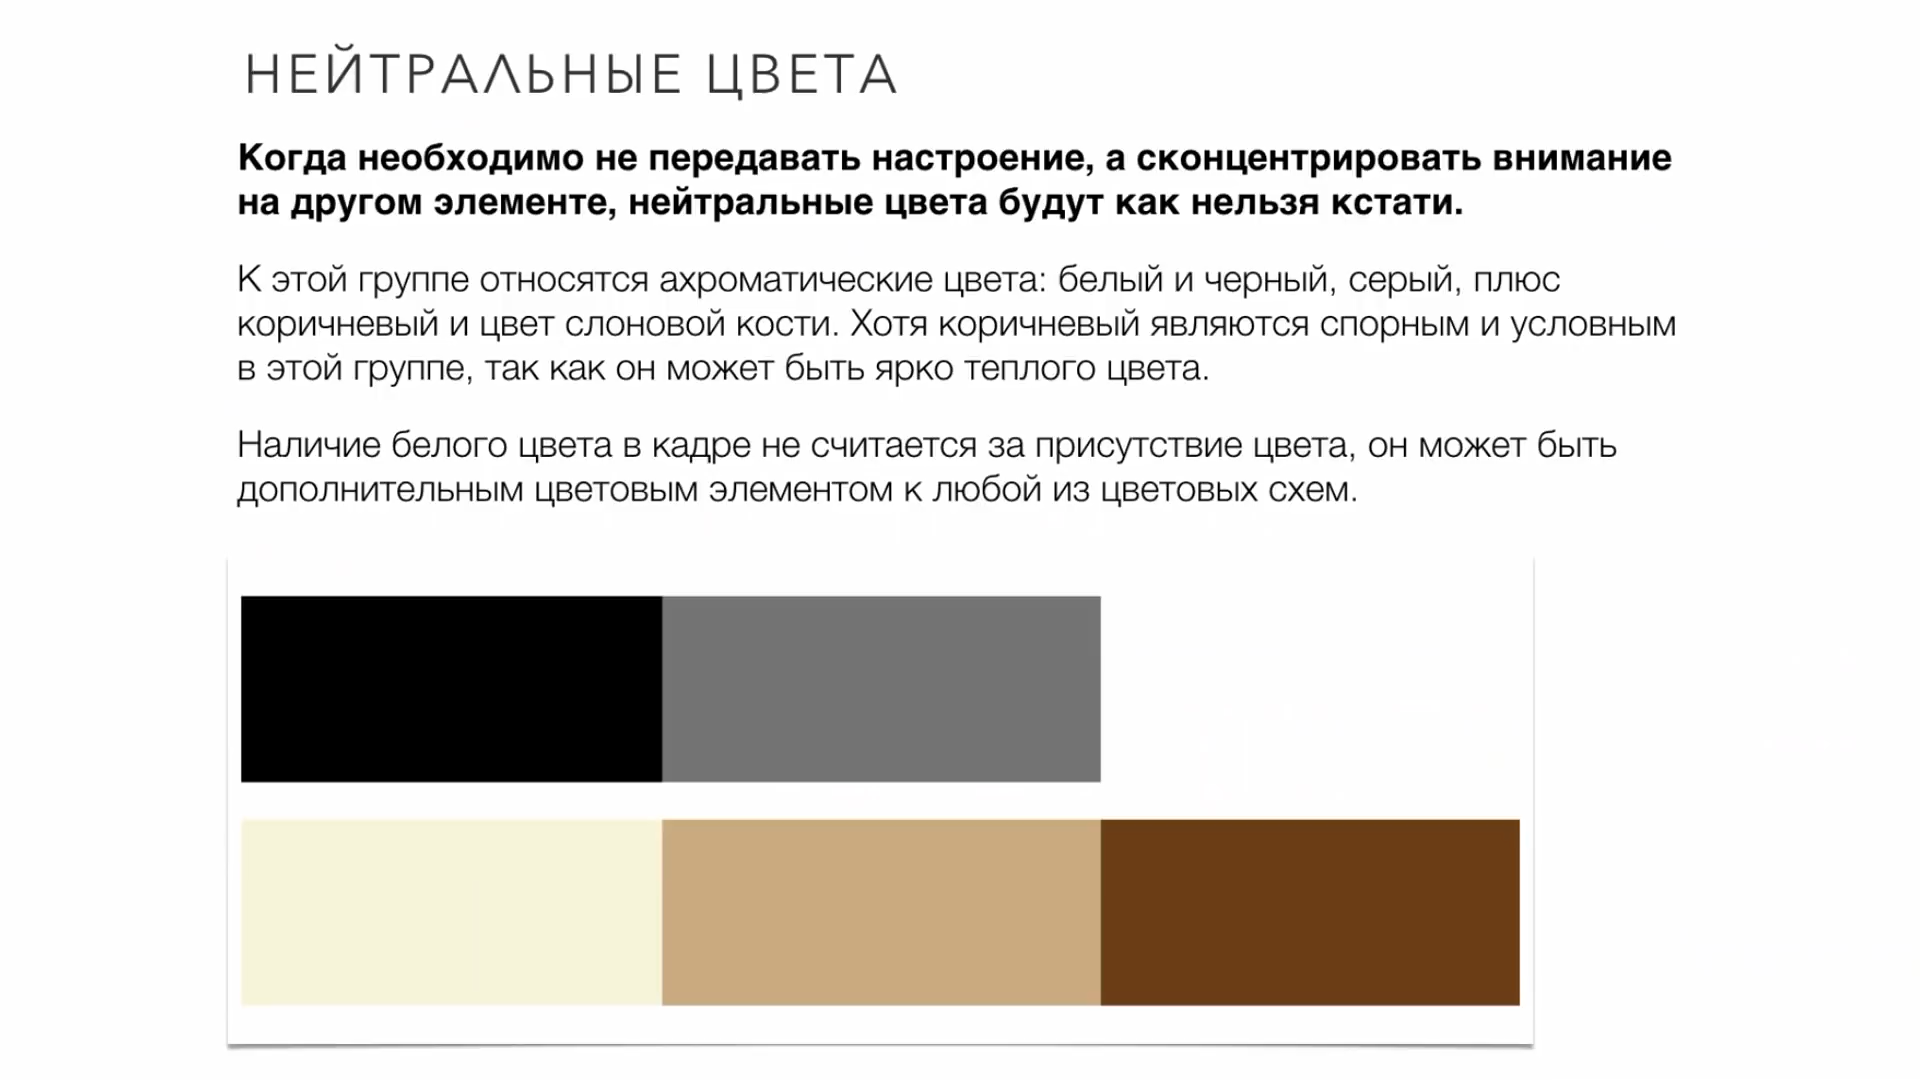 НЕЙТРАЛЬНЫЕ ЦВЕТА
Когда необходимо не передавать настроение, а сконцентрировать внимание
на другом элементе, нейтральные цвета будут как нельзя кстати.
К этой группе относятся ахроматические цвета: белый и черный, серый, плюс
коричневый и цвет слоновой кости. Хотя коричневый являются спорным и условным
в этой группе, так как он может быть ярко теплого цвета.
Наличие белого цвета в кадре не считается за присутствие цвета, он может быть
дополнительным цветовым элементом к любой из цветовых схем.